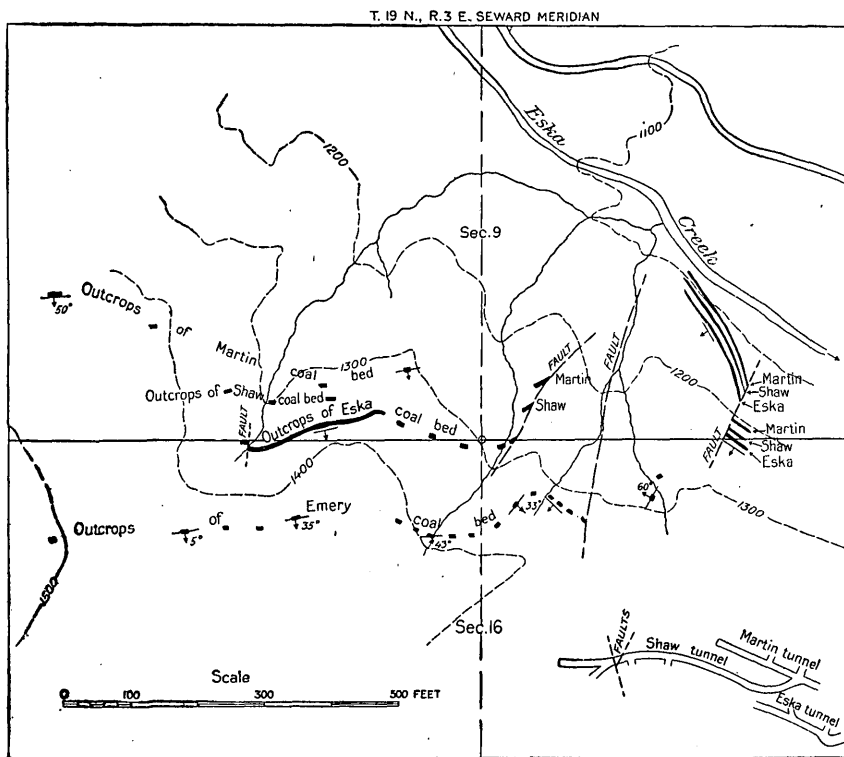 T. 19 N., R. 3 E. SEWARD MERIDIAN
Eska
Creek
1100
1200
Sec. 9
50°
Outcrops of Martin coal bed
1300
FAULT
FAULT
Martin
Shaw
1200
Martin
Shaw
Eska
Outcrops of Shaw coal bed
Outcrops of Eska coal bed
FAULT
FAULT
Martin
Shaw
Eska
1400
60°
1300
Outcrops of Emery coal bed
5°
35°
43°
33°
1500
Sec. 16
FAULTS
Shaw tunnel
Martin tunnel
Eska tunnel
Scale
0 100 300 500 FEET